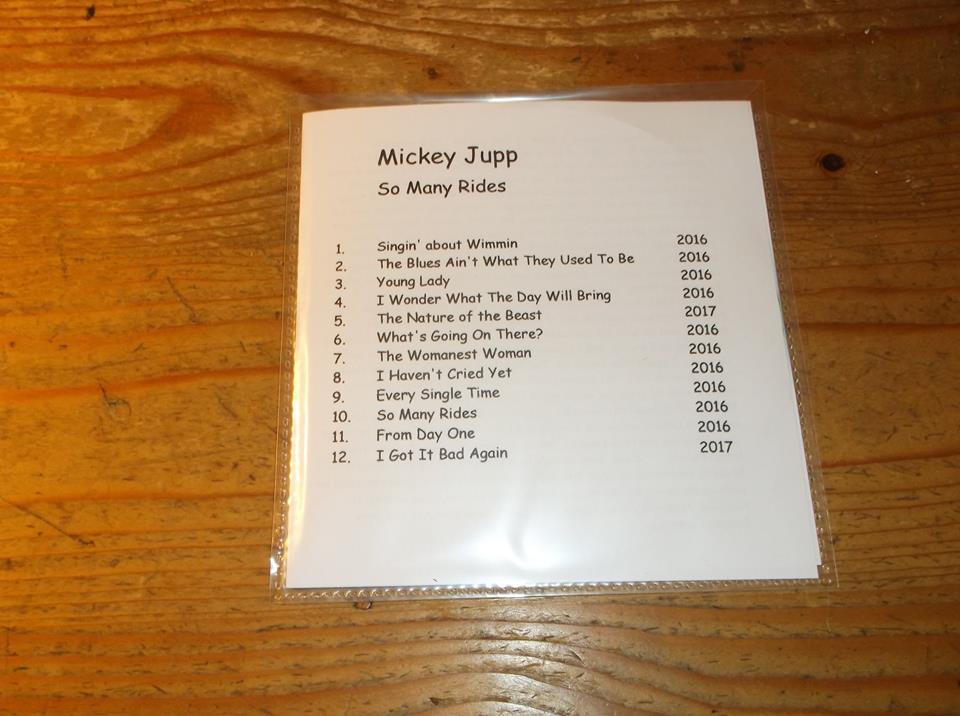 Mickey Jupp
So Many Rides
1. Singin' about Wimmin 2016
2. The Blues Ain't What They Used To Be 2016
3. Young Lady 2016
4. I Wonder What The Day Will Bring 2016
5. The Nature of the Beast 2017
6. What's Going On There? 2016
7. The Womanest Woman 2016
8. I Haven't Cried Yet 2016
9. Every Single Time 2016
10. So Many Rides 2016
11. From Day One 2016
12. I Got It Bad Again 2017